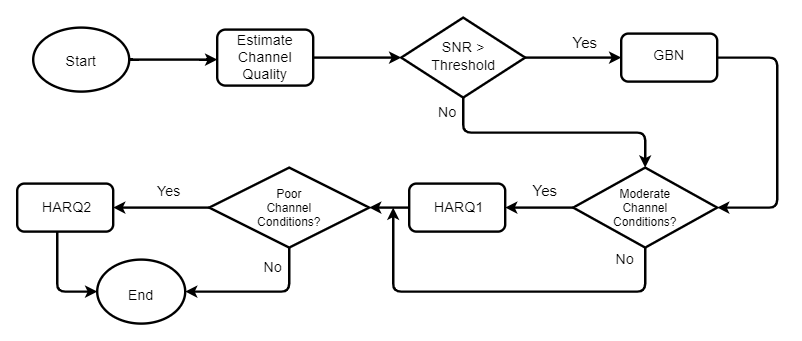 Start
Estimate
Channel
Quality
SNR >
Threshold
Yes
GBN
No
Moderate
Channel
Conditions?
Yes
No
HARQ1
Poor
Channel
Conditions?
Yes
No
HARQ2
End